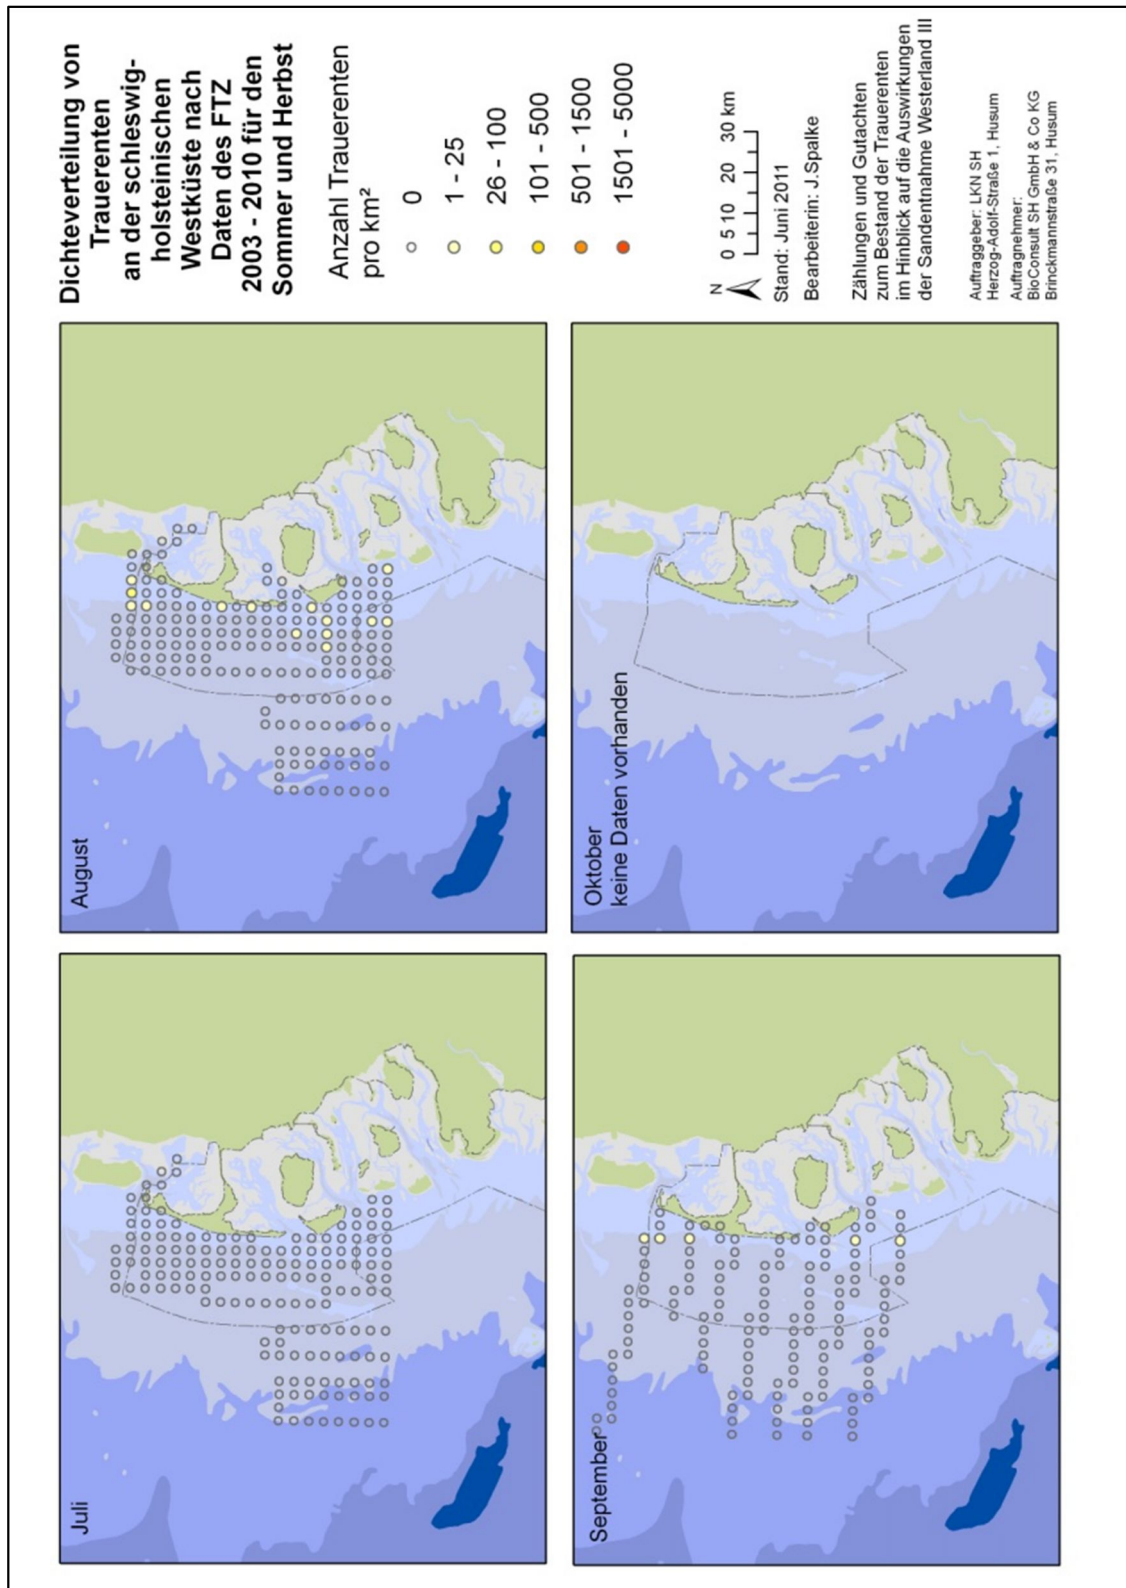 Dichteverteilung von
Trauerenten
an der schleswig-
holsteinischen
Westküste nach
Daten des FTZ
2003 - 2010 für den
Sommer und Herbst
Anzahl Trauerenten
pro km²
0
1 - 25
26 - 100
101 - 500
501 - 1500
1501 - 5000
N
0 5 10 20 30 km
Stand: Juni 2011
Bearbeiterin: J.Spalke
Zählungen und Gutachten
zum Bestand der Trauerenten
im Hinblick auf die Auswirkungen
der Sandentnahme Westerland III
Auftraggeber: LKN SH
Herzog-Adolf-Straße 1, Husum
Auftragnehmer:
BioConsult SH GmbH & Co KG
Brinckmannstraße 31, Husum
Juli
August
September
Oktober
keine Daten vorhanden